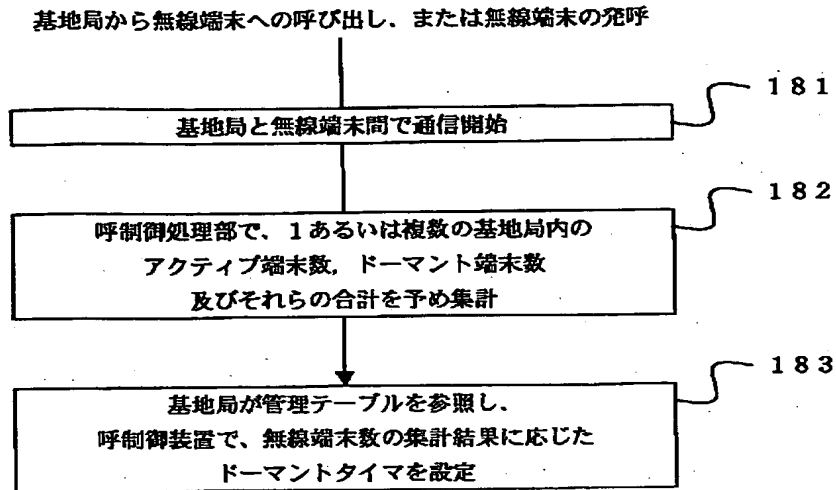 基地局から無線端末への呼び出し、または無線端末の発呼
181
基地局と無線端末間で通信開始
182
呼制御処理部で、1あるいは複数の基地局内の
アクティブ端末数，ドーマント端末数
及びそれらの合計を予め集計
183
基地局が管理テーブルを参照し、
呼制御装置で、無線端末数の集計結果に応じた
ドーマントタイマを設定